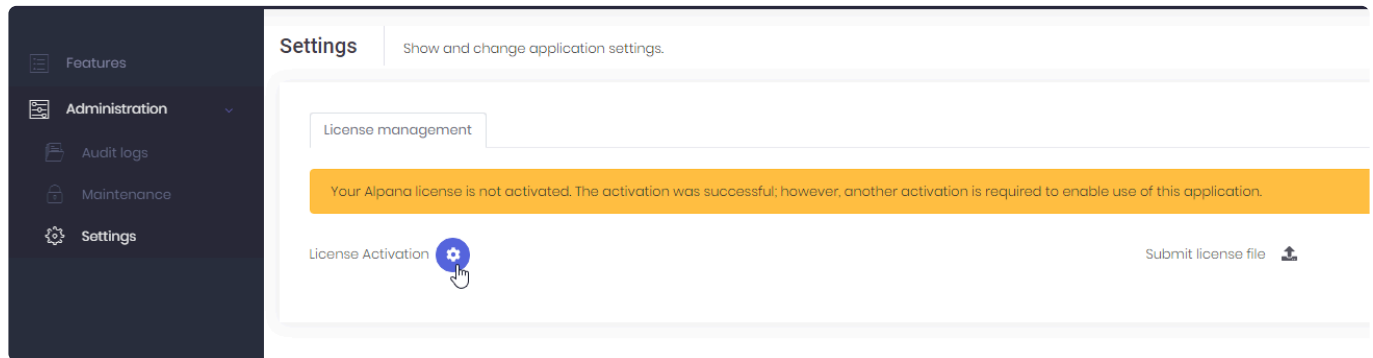 Features
Administration
Audit logs
Maintenance
Settings
Settings
Show and change application settings.
License management
Your Alpana license is not activated. The activation was successful; however, another activation is required to enable use of this application.
License Activation
Submit license file